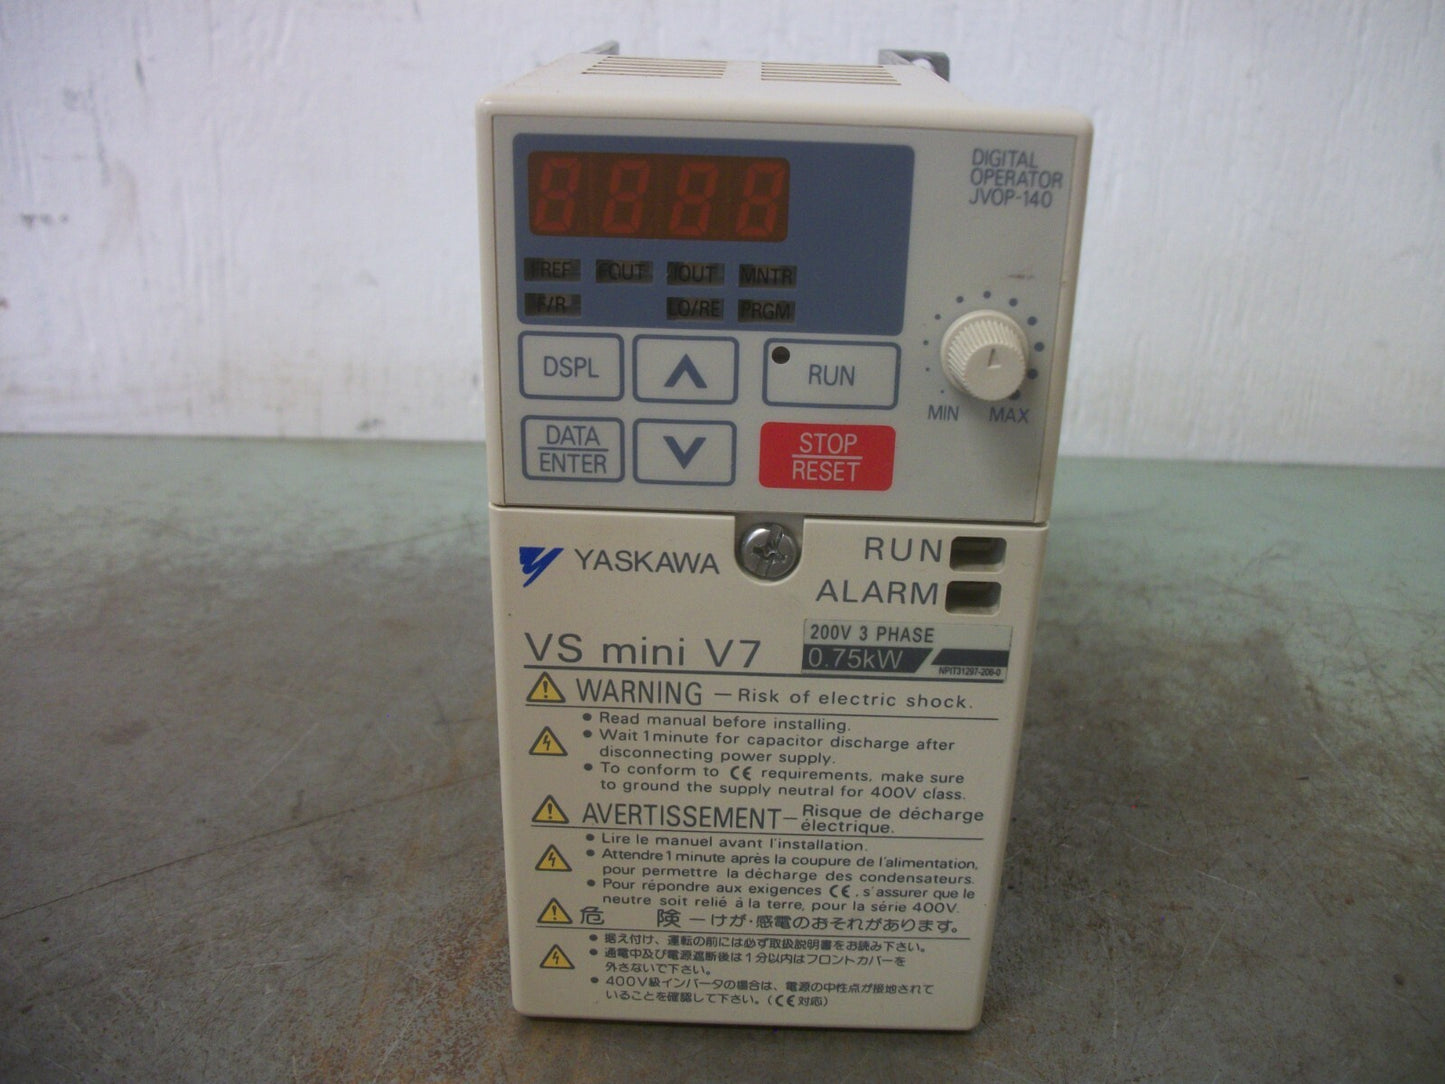 DIGITAL
OPERATOR
JVOP-140
8.8.8.8
FREF FOUT IOUT MNTR
F/R LO/RE PRGM
DSPL
RUN
MIN MAX
DATA
ENTER
STOP
RESET
YASKAWA
RUN
ALARM
VS mini V7
200V 3 PHASE
0.75kW
NPIT31297-206-0
WARNING — Risk of electric shock.
● Read manual before installing.
● Wait 1 minute for capacitor discharge after
disconnecting power supply.
● To conform to CE requirements, make sure
to ground the supply neutral for 400V class.
AVERTISSEMENT — Risque de décharge
électrique.
● Lire le manuel avant l'installation.
● Attendre 1 minute après la coupure de l'alimentation,
pour permettre la décharge des condensateurs.
● Pour répondre aux exigences CE, s'assurer que le
neutre soit relié à la terre, pour la série 400V.
危 険 — けが・感電のおそれがあります。
● 据え付け、運転の前には必ず取扱説明書をお読み下さい。
● 通電中及び電源遮断後は1分以内はフロントカバーを
外さないで下さい。
● 400V級インバータの場合は、電源の中性点が接地されて
いることを確認して下さい。(CE対応)